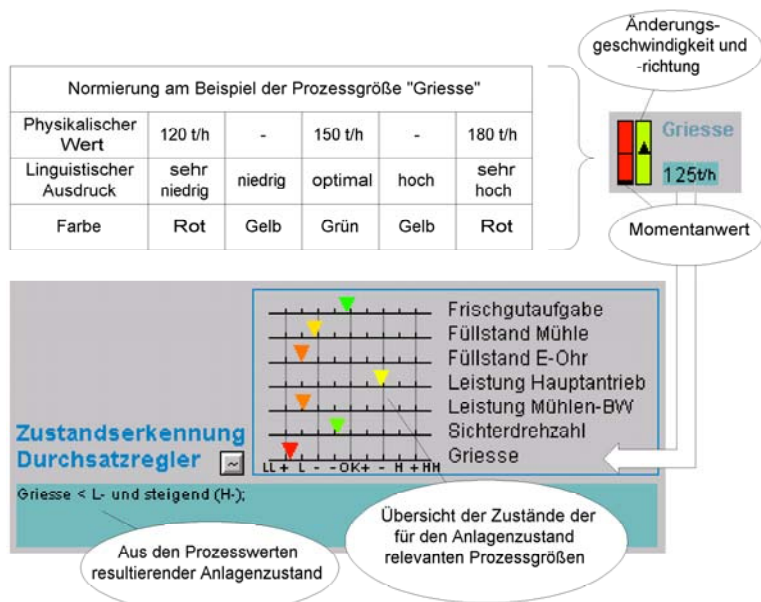 Änderungs-
geschwindigkeit und
-richtung
Normierung am Beispiel der Prozessgröße "Griesse"
Physikalischer Wert 120 t/h - 150 t/h - 180 t/h
Linguistischer Ausdruck sehr niedrig niedrig optimal hoch sehr hoch
Farbe Rot Gelb Grün Gelb Rot
Griesse
125t/h
Momentanwert
Frischgutaufgabe
Füllstand Mühle
Füllstand E-Ohr
Leistung Hauptantrieb
Leistung Mühlen-BW
Sichterdrehzahl
Griesse
LL + L - - OK + - H + HH
Zustandserkennung
Durchsatzregler ~
Griesse < L- und steigend (H-);
Übersicht der Zustände der
für den Anlagenzustand
relevanten Prozessgrößen
Aus den Prozesswerten
resultierender Anlagenzustand